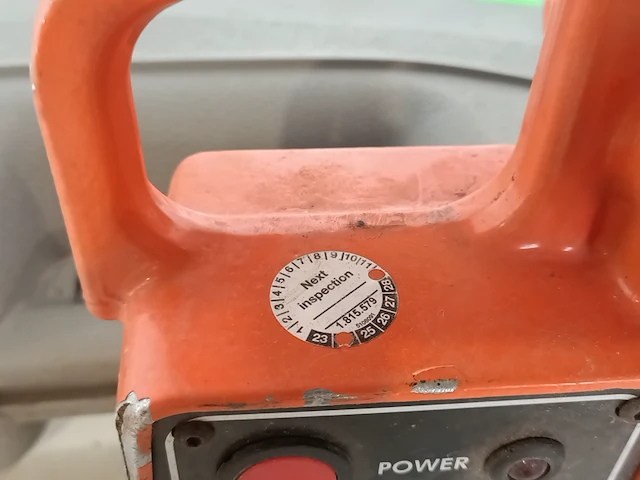 1 2 3 4 5 6 7 8 9 10 11
Next
inspection
1.815.579
23 25 26 27 28
POWER